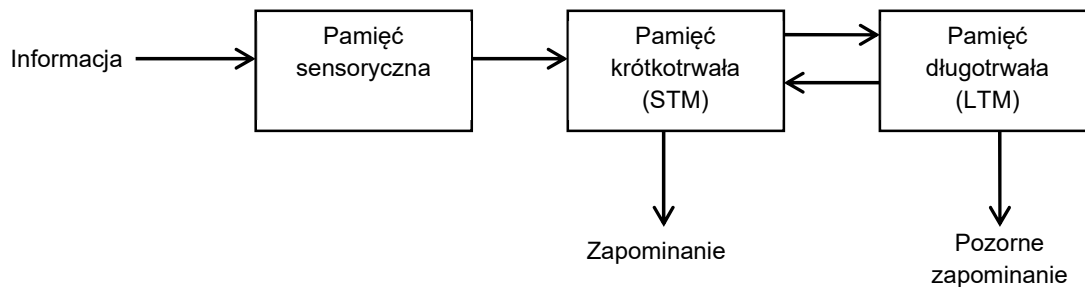 Informacja
Pamięć
sensoryczna
Pamięć
krótkotrwała
(STM)
Pamięć
długotrwała
(LTM)
Zapominanie
Pozorne
zapominanie